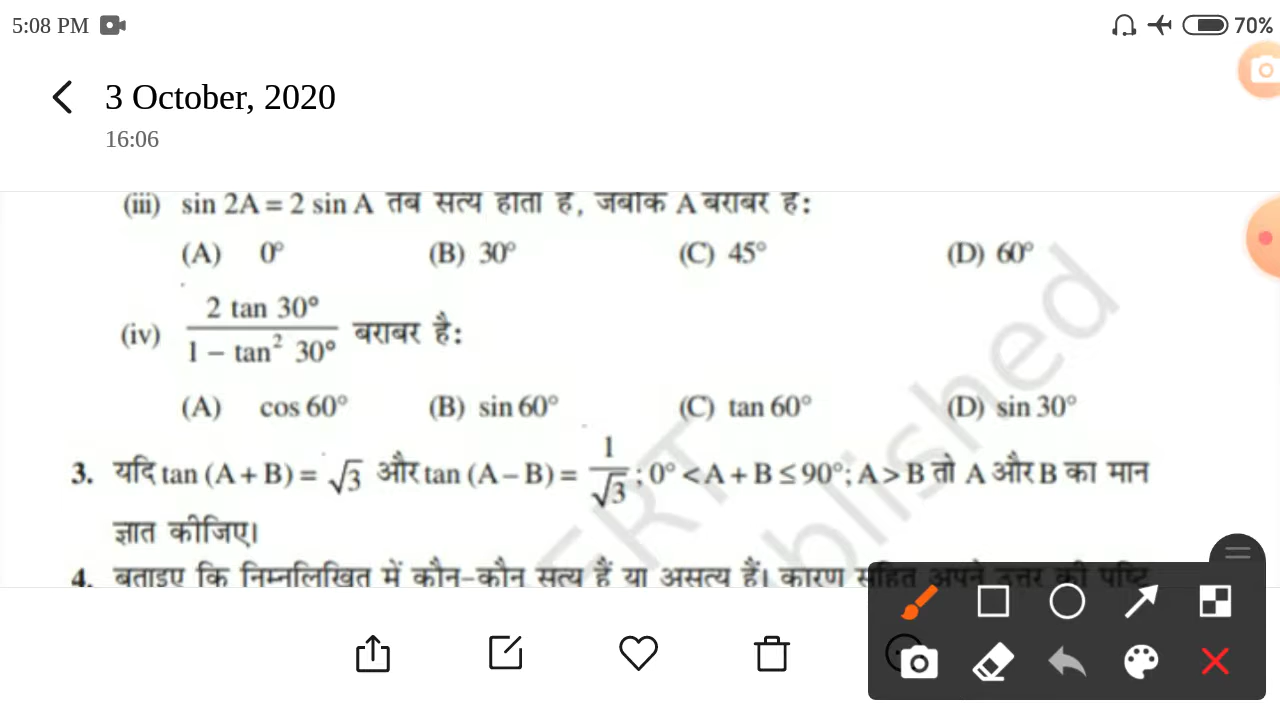 5:08 PM 70%
3 October, 2020
16:06
(iii) sin 2A = 2 sin A तब सत्य होता है, जबकि A बराबर है:
(A) 0° (B) 30° (C) 45° (D) 60°
(iv) \frac{2 tan 30°}{1 – tan² 30°} बराबर है:
(A) cos 60° (B) sin 60° (C) tan 60° (D) sin 30°
3. यदि tan (A + B) = √3 और tan (A – B) = \frac{1}{√3}; 0° < A + B ≤ 90°; A > B तो A और B का मान
ज्ञात कीजिए।
4. बताइए कि निम्नलिखित में कौन-कौन सत्य हैं या असत्य हैं। कारण सहित अपने उत्तर की पुष्टि